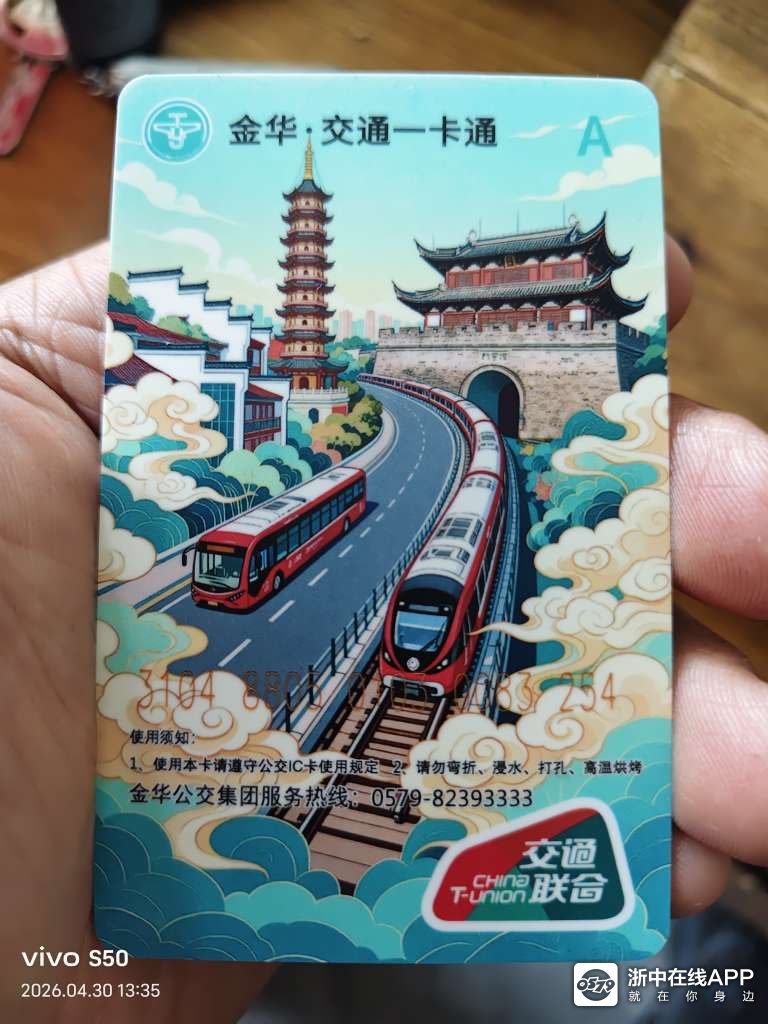 金华·交通一卡通
A
使用须知:
1、使用本卡请遵守公交IC卡使用规定 2、请勿弯折、浸水、打孔、高温烘烤
金华公交集团服务热线：0579-82393333
交通
CHINA
T-UNION 联合
vivo S50
2026.04.30 13:35
0579
浙中在线APP
就在你身边